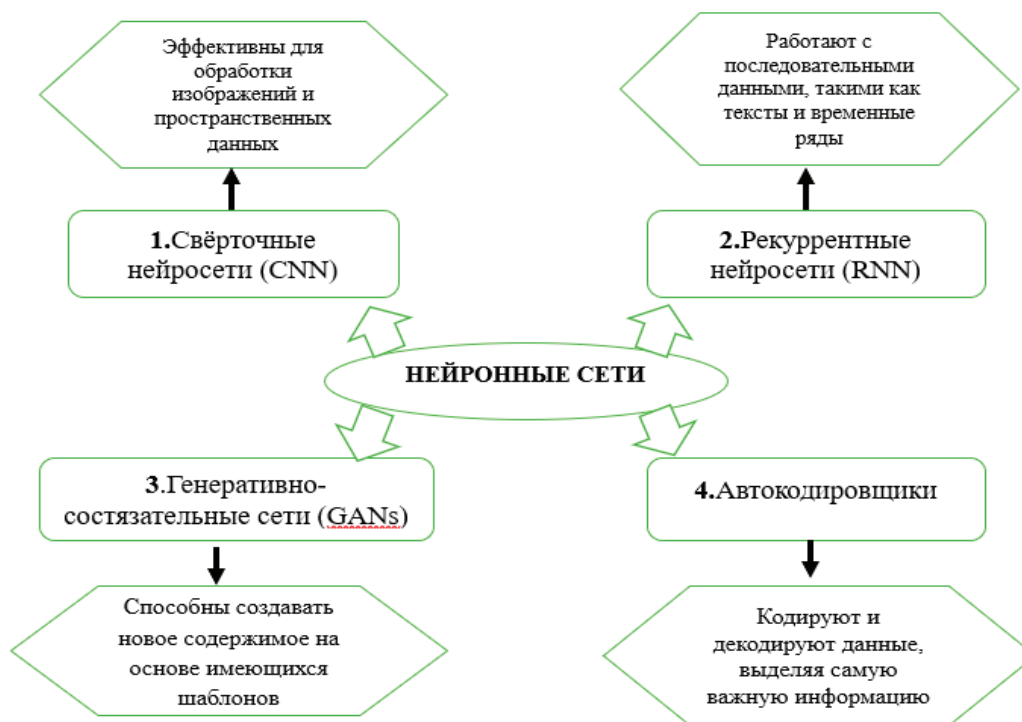 Эффективны для
обработки
изображений и
пространственных
данных
Работают с
последовательными
данными, такими как
тексты и временные
ряды
1.Свёрточные
нейросети (CNN)
2.Рекуррентные
нейросети (RNN)
НЕЙРОННЫЕ СЕТИ
3.Генеративно-
состязательные сети (GANs)
4.Автокодировщики
Способны создавать
новое содержимое на
основе имеющихся
шаблонов
Кодируют и
декодируют данные,
выделяя самую
важную информацию